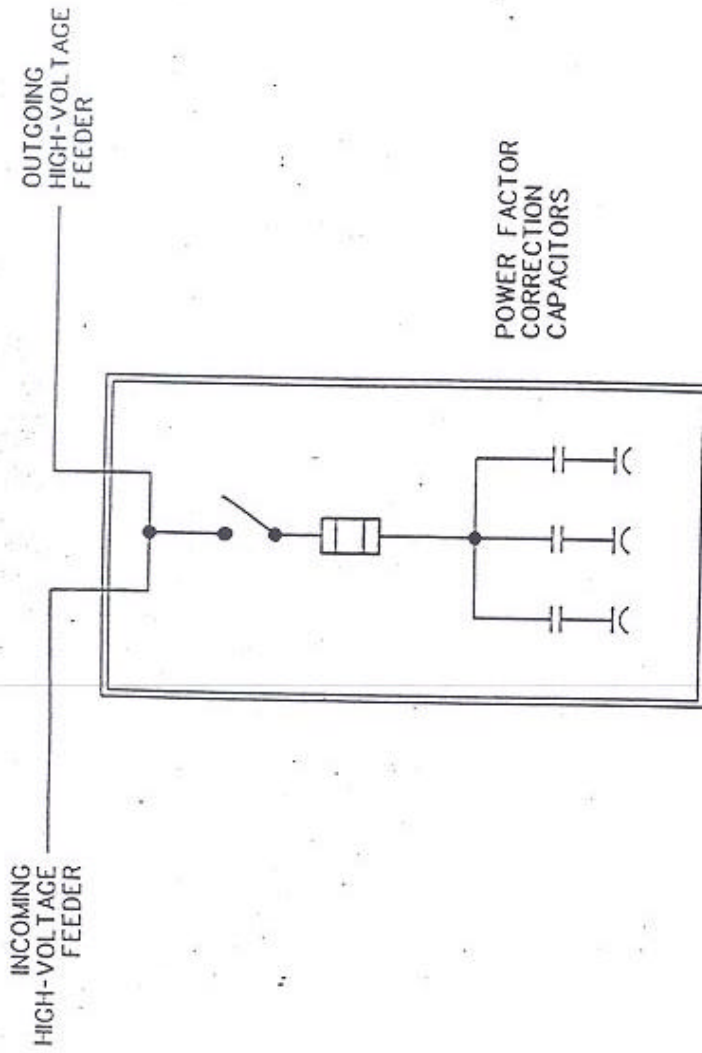 INCOMING
HIGH-VOLTAGE
FEEDER
OUTGOING
HIGH-VOLTAGE
FEEDER
POWER FACTOR
CORRECTION
CAPACITORS